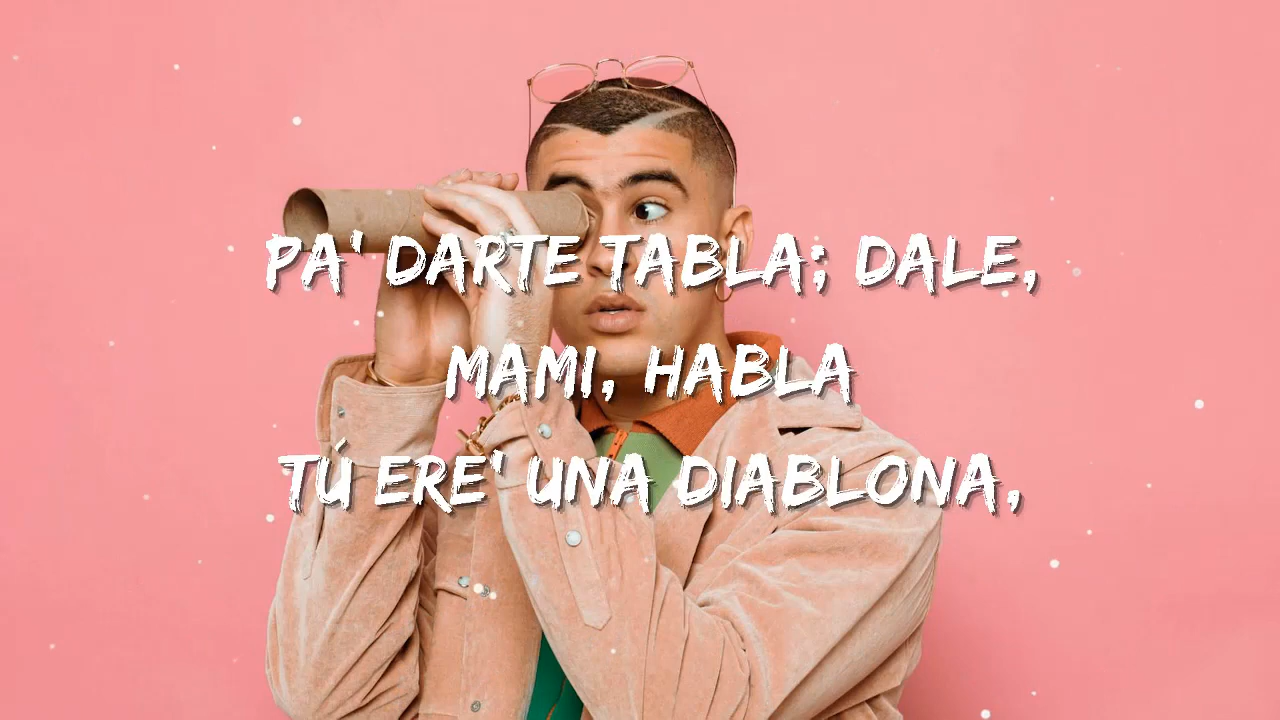 PA' DARTE TABLA; DALE,
MAMI, HABLA
TÚ ERE' UNA DIABLONA,